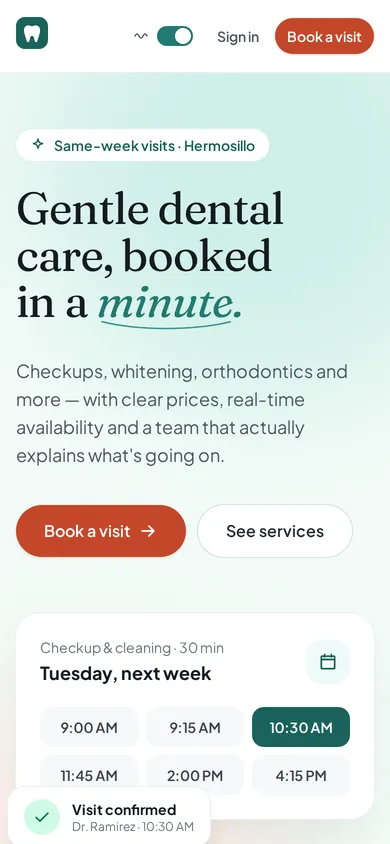 Sign in
Book a visit
Same-week visits · Hermosillo
Gentle dental
care, booked
in a minute.
Checkups, whitening, orthodontics and
more — with clear prices, real-time
availability and a team that actually
explains what's going on.
Book a visit
See services
Checkup & cleaning · 30 min
Tuesday, next week
9:00 AM
9:15 AM
10:30 AM
11:45 AM
2:00 PM
4:15 PM
Visit confirmed
Dr. Ramirez · 10:30 AM